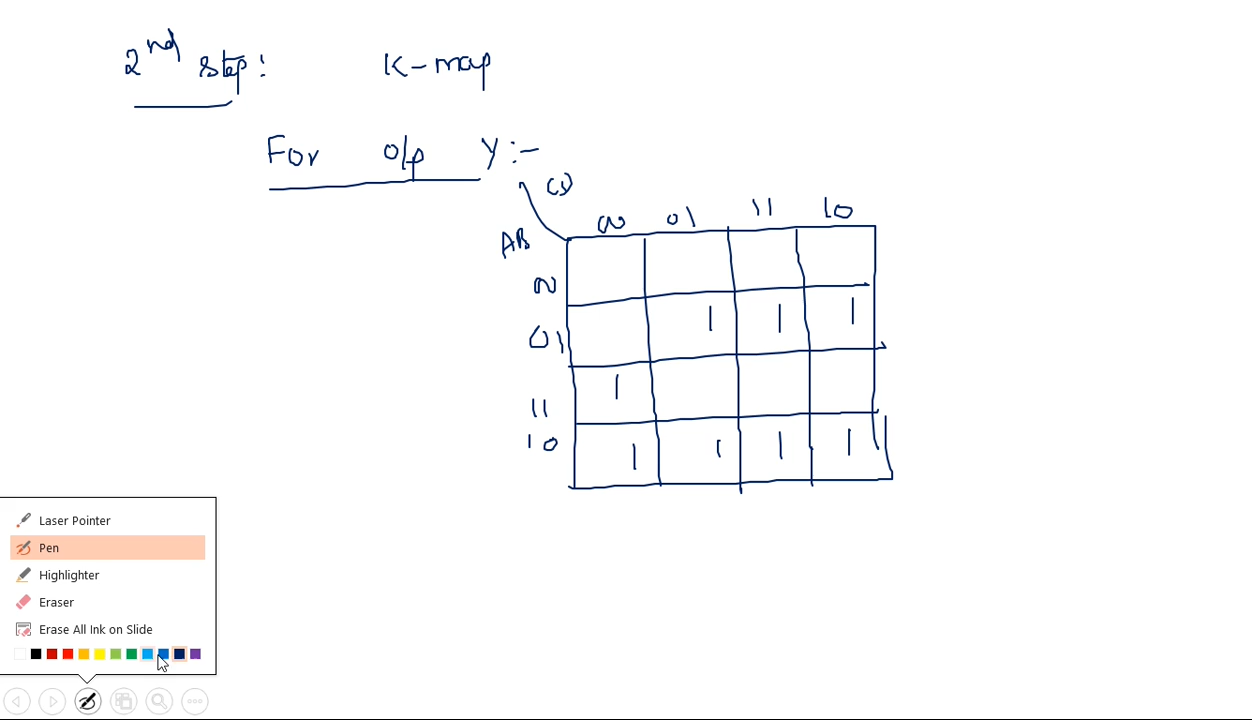 2nd step: K-map
For o/p Y:-
CD
AB 00 01 11 10
00
01 1 1 1
11 1
10 1 1 1 1
Laser Pointer
Pen
Highlighter
Eraser
Erase All Ink on Slide